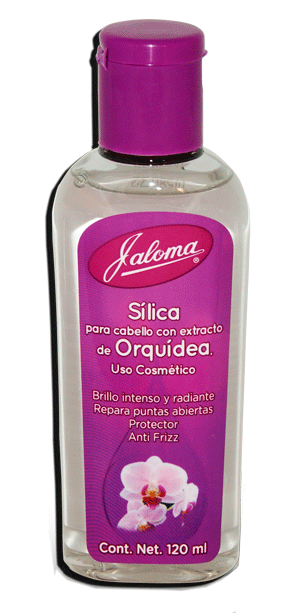 Jaloma®
Sílica
para cabello con extracto
de Orquídea.
Uso Cosmético
Brillo intenso y radiante
Repara puntas abiertas
Protector
Anti Frizz
Cont. Net. 120 ml